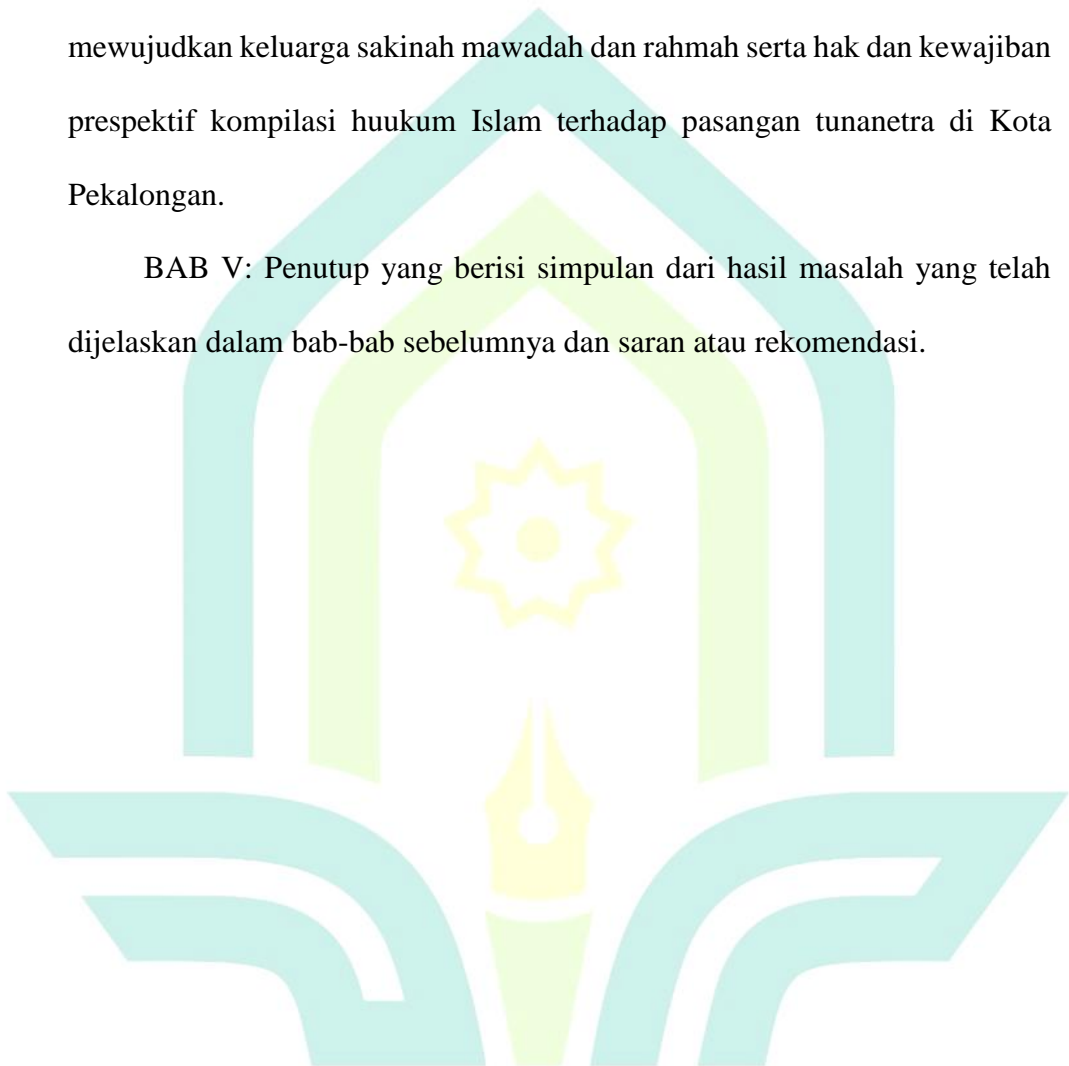 mewujudkan keluarga sakinah mawadah dan rahmah serta hak dan kewajiban
prespektif kompilasi huukum Islam terhadap pasangan tunanetra di Kota
Pekalongan.
BAB V: Penutup yang berisi simpulan dari hasil masalah yang telah
dijelaskan dalam bab-bab sebelumnya dan saran atau rekomendasi.